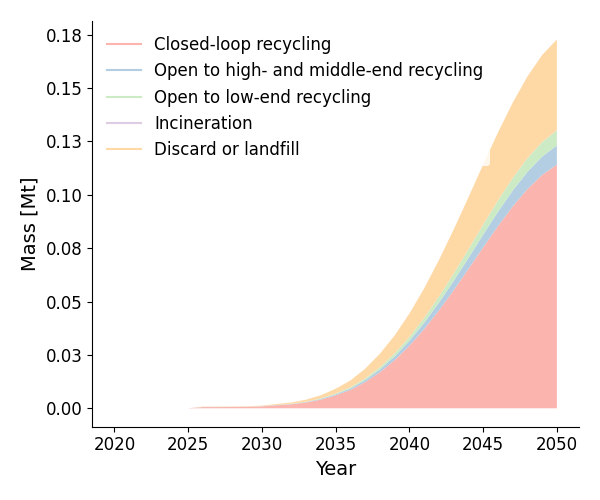 0.18
0.15
0.13
0.10
0.08
0.05
0.03
0.00
Mass [Mt]
Closed-loop recycling
Open to high- and middle-end recycling
Open to low-end recycling
Incineration
Discard or landfill
2020 2025 2030 2035 2040 2045 2050
Year